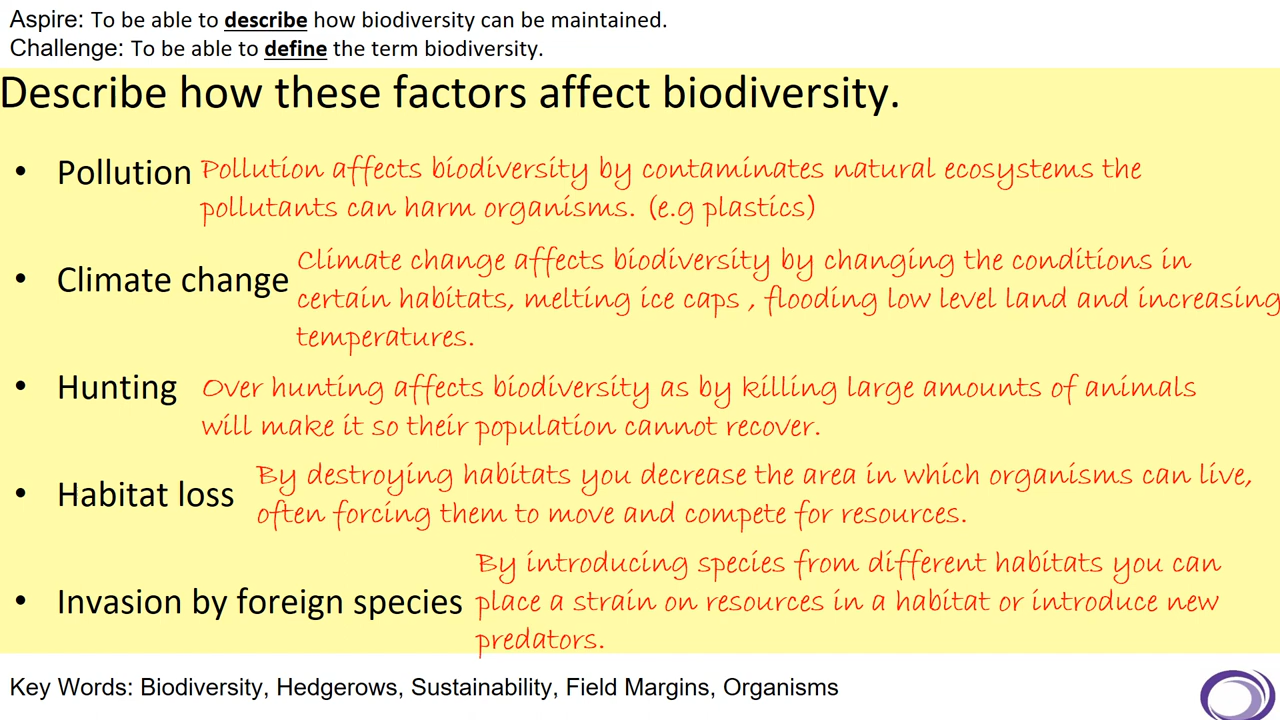 Aspire: To be able to describe how biodiversity can be maintained.
Challenge: To be able to define the term biodiversity.
Describe how these factors affect biodiversity.
• Pollution Pollution affects biodiversity by contaminates natural ecosystems the
pollutants can harm organisms. (e.g plastics)
• Climate change Climate change affects biodiversity by changing the conditions in
certain habitats, melting ice caps , flooding low level land and increasing
temperatures.
• Hunting Over hunting affects biodiversity as by killing large amounts of animals
will make it so their population cannot recover.
• Habitat loss By destroying habitats you decrease the area in which organisms can live,
often forcing them to move and compete for resources.
• Invasion by foreign species By introducing species from different habitats you can
place a strain on resources in a habitat or introduce new
predators.
Key Words: Biodiversity, Hedgerows, Sustainability, Field Margins, Organisms